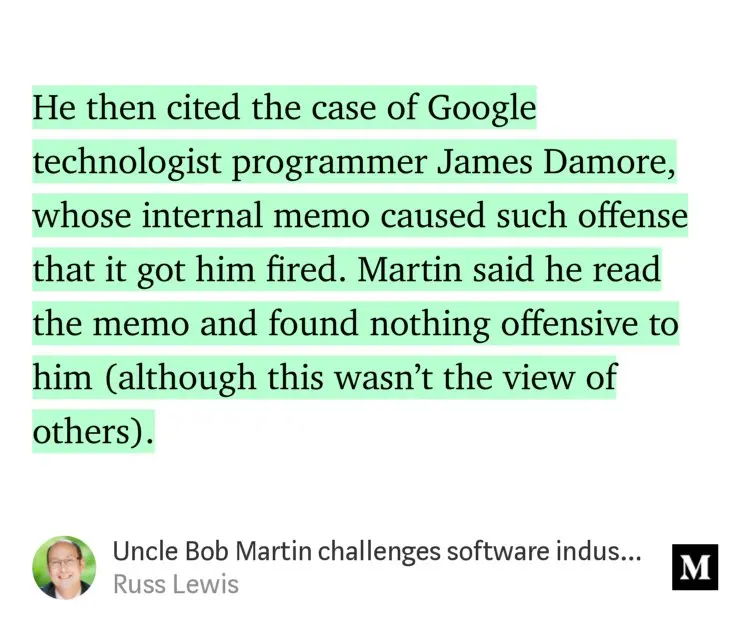 He then cited the case of Google
technologist programmer James Damore,
whose internal memo caused such offense
that it got him fired. Martin said he read
the memo and found nothing offensive to
him (although this wasn’t the view of
others).
Uncle Bob Martin challenges software indus...
Russ Lewis
M